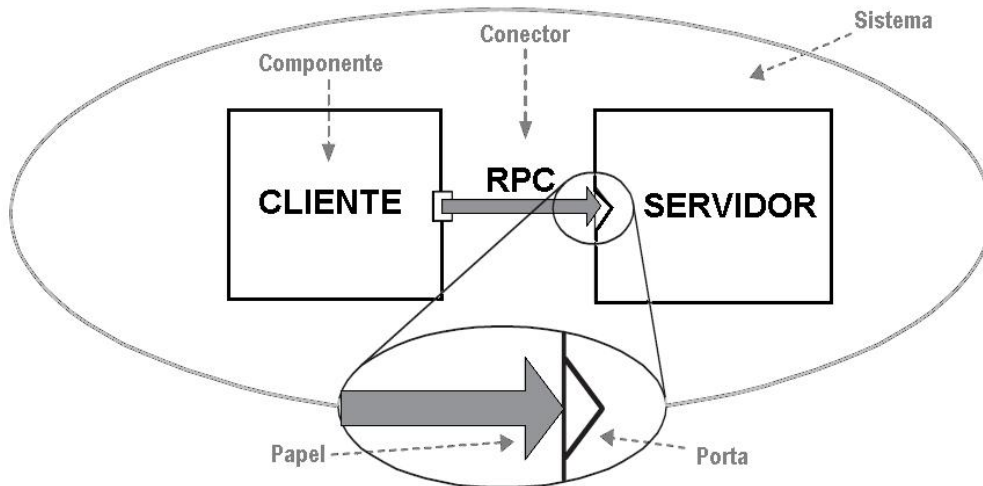 Sistema
Conector
Componente
RPC
CLIENTE
SERVIDOR
Papel
Porta